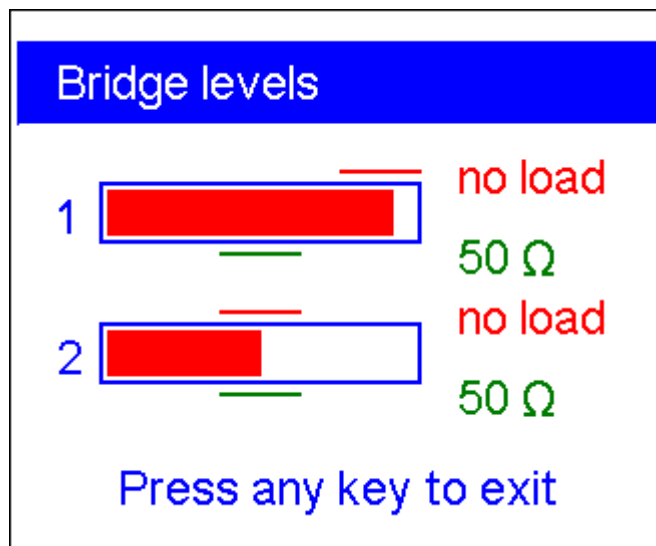 Bridge levels
no load
1
50 Ω
no load
2
50 Ω
Press any key to exit